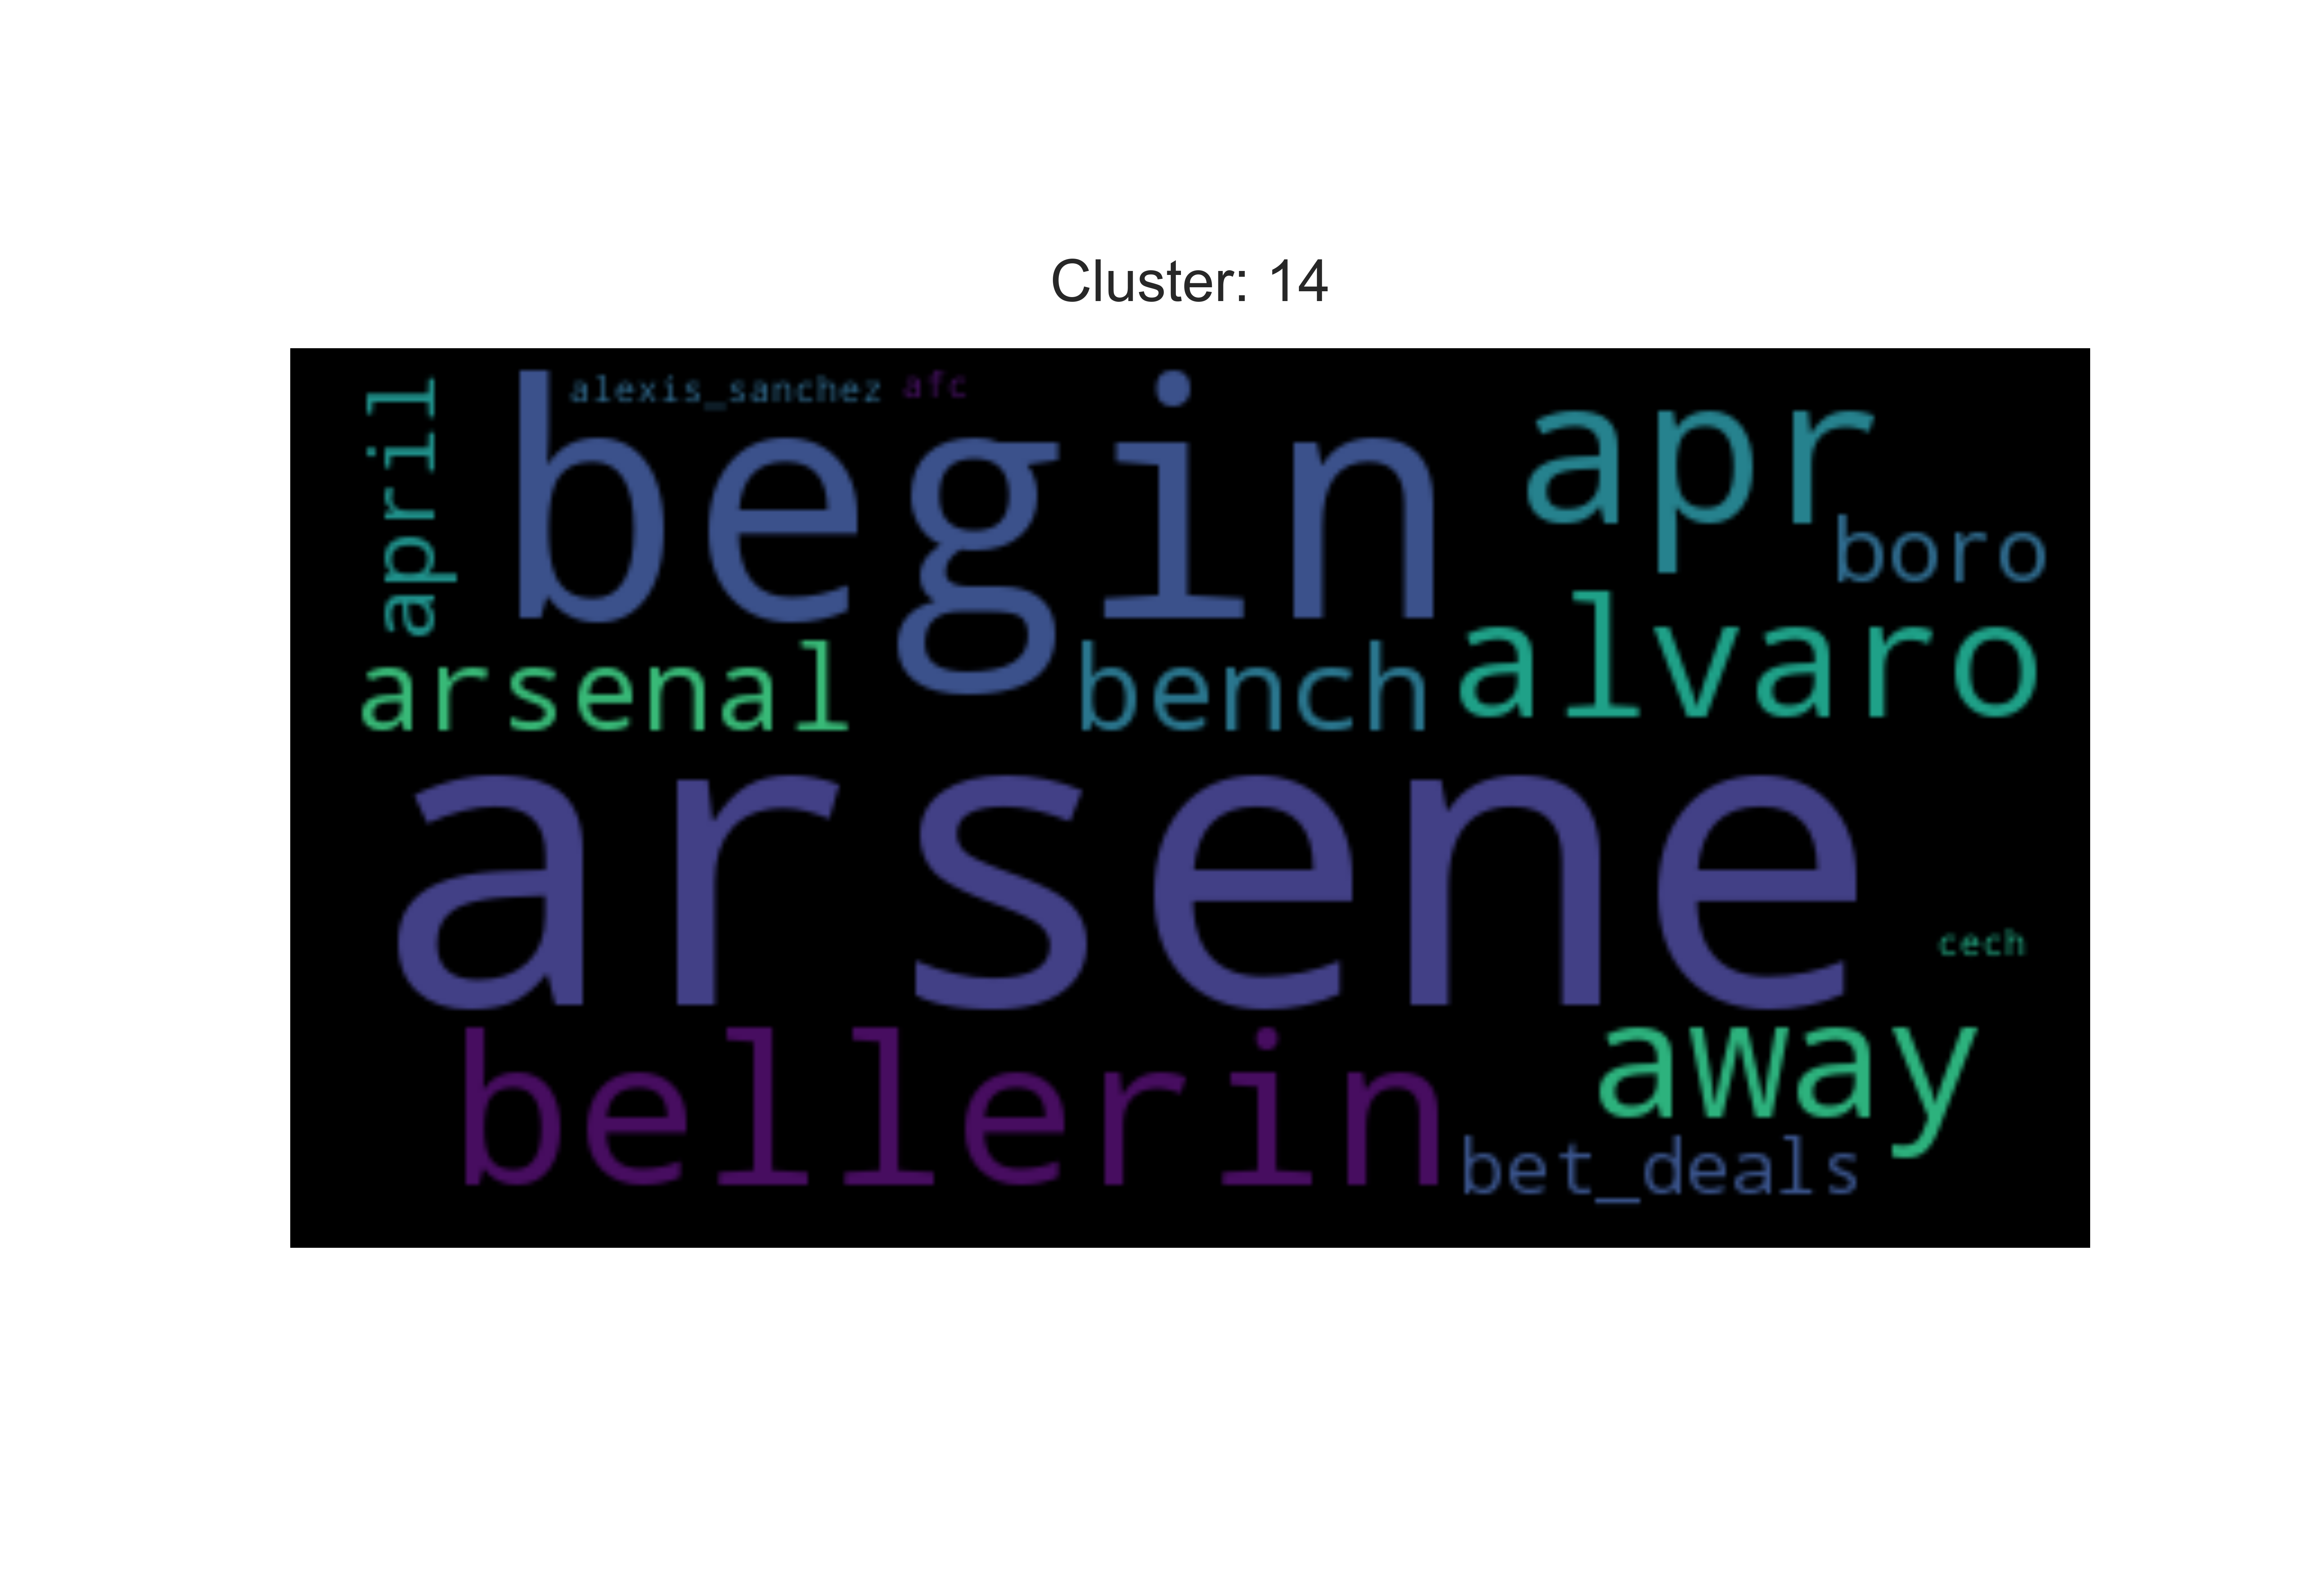 Cluster: 14
alexis_sanchez afc
april begin apr
boro
arsenal bench alvaro
arsene
cech
bellerin away
bet_deals